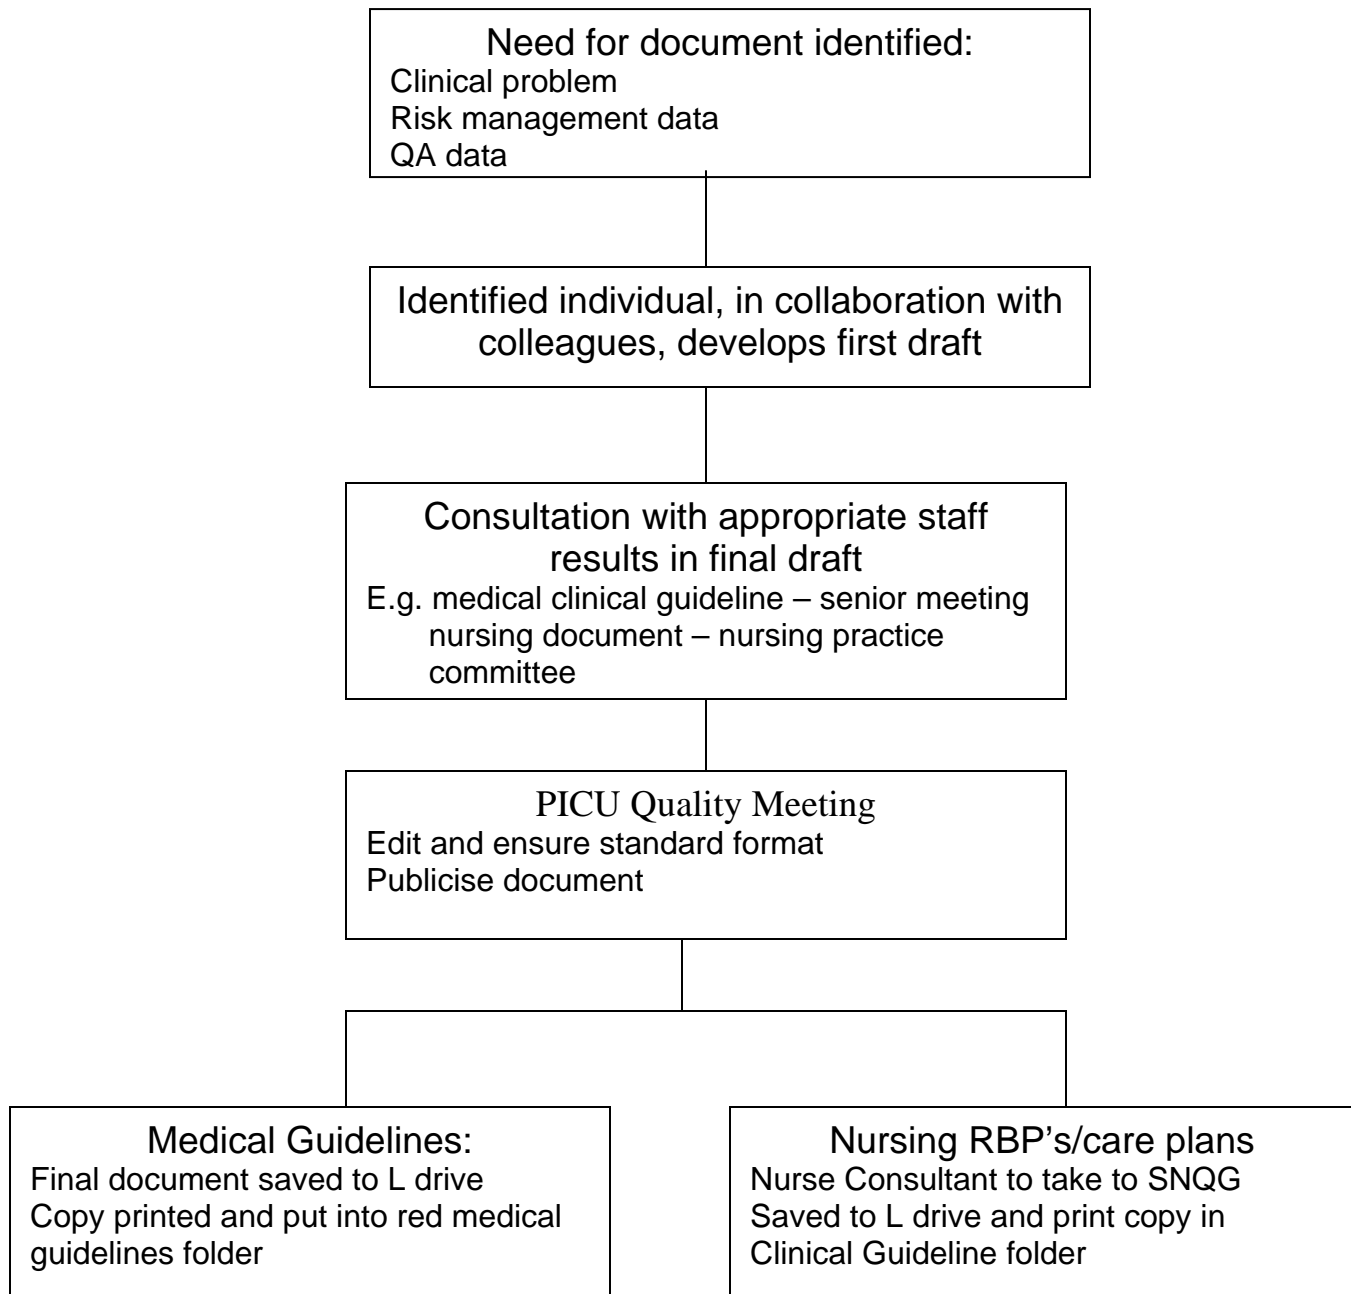 Need for document identified:
Clinical problem
Risk management data
QA data
Identified individual, in collaboration with
colleagues, develops first draft
Consultation with appropriate staff
results in final draft
E.g. medical clinical guideline – senior meeting
nursing document – nursing practice
committee
PICU Quality Meeting
Edit and ensure standard format
Publicise document
Medical Guidelines:
Final document saved to L drive
Copy printed and put into red medical
guidelines folder
Nursing RBP's/care plans
Nurse Consultant to take to SNQG
Saved to L drive and print copy in
Clinical Guideline folder